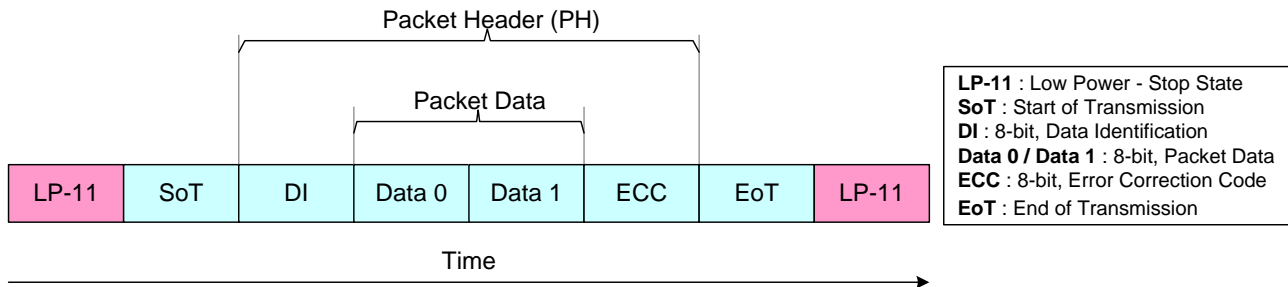 Packet Header (PH)
Packet Data
LP-11 SoT DI Data 0 Data 1 ECC EoT LP-11
Time
LP-11 : Low Power - Stop State
SoT : Start of Transmission
DI : 8-bit, Data Identification
Data 0 / Data 1 : 8-bit, Packet Data
ECC : 8-bit, Error Correction Code
EoT : End of Transmission